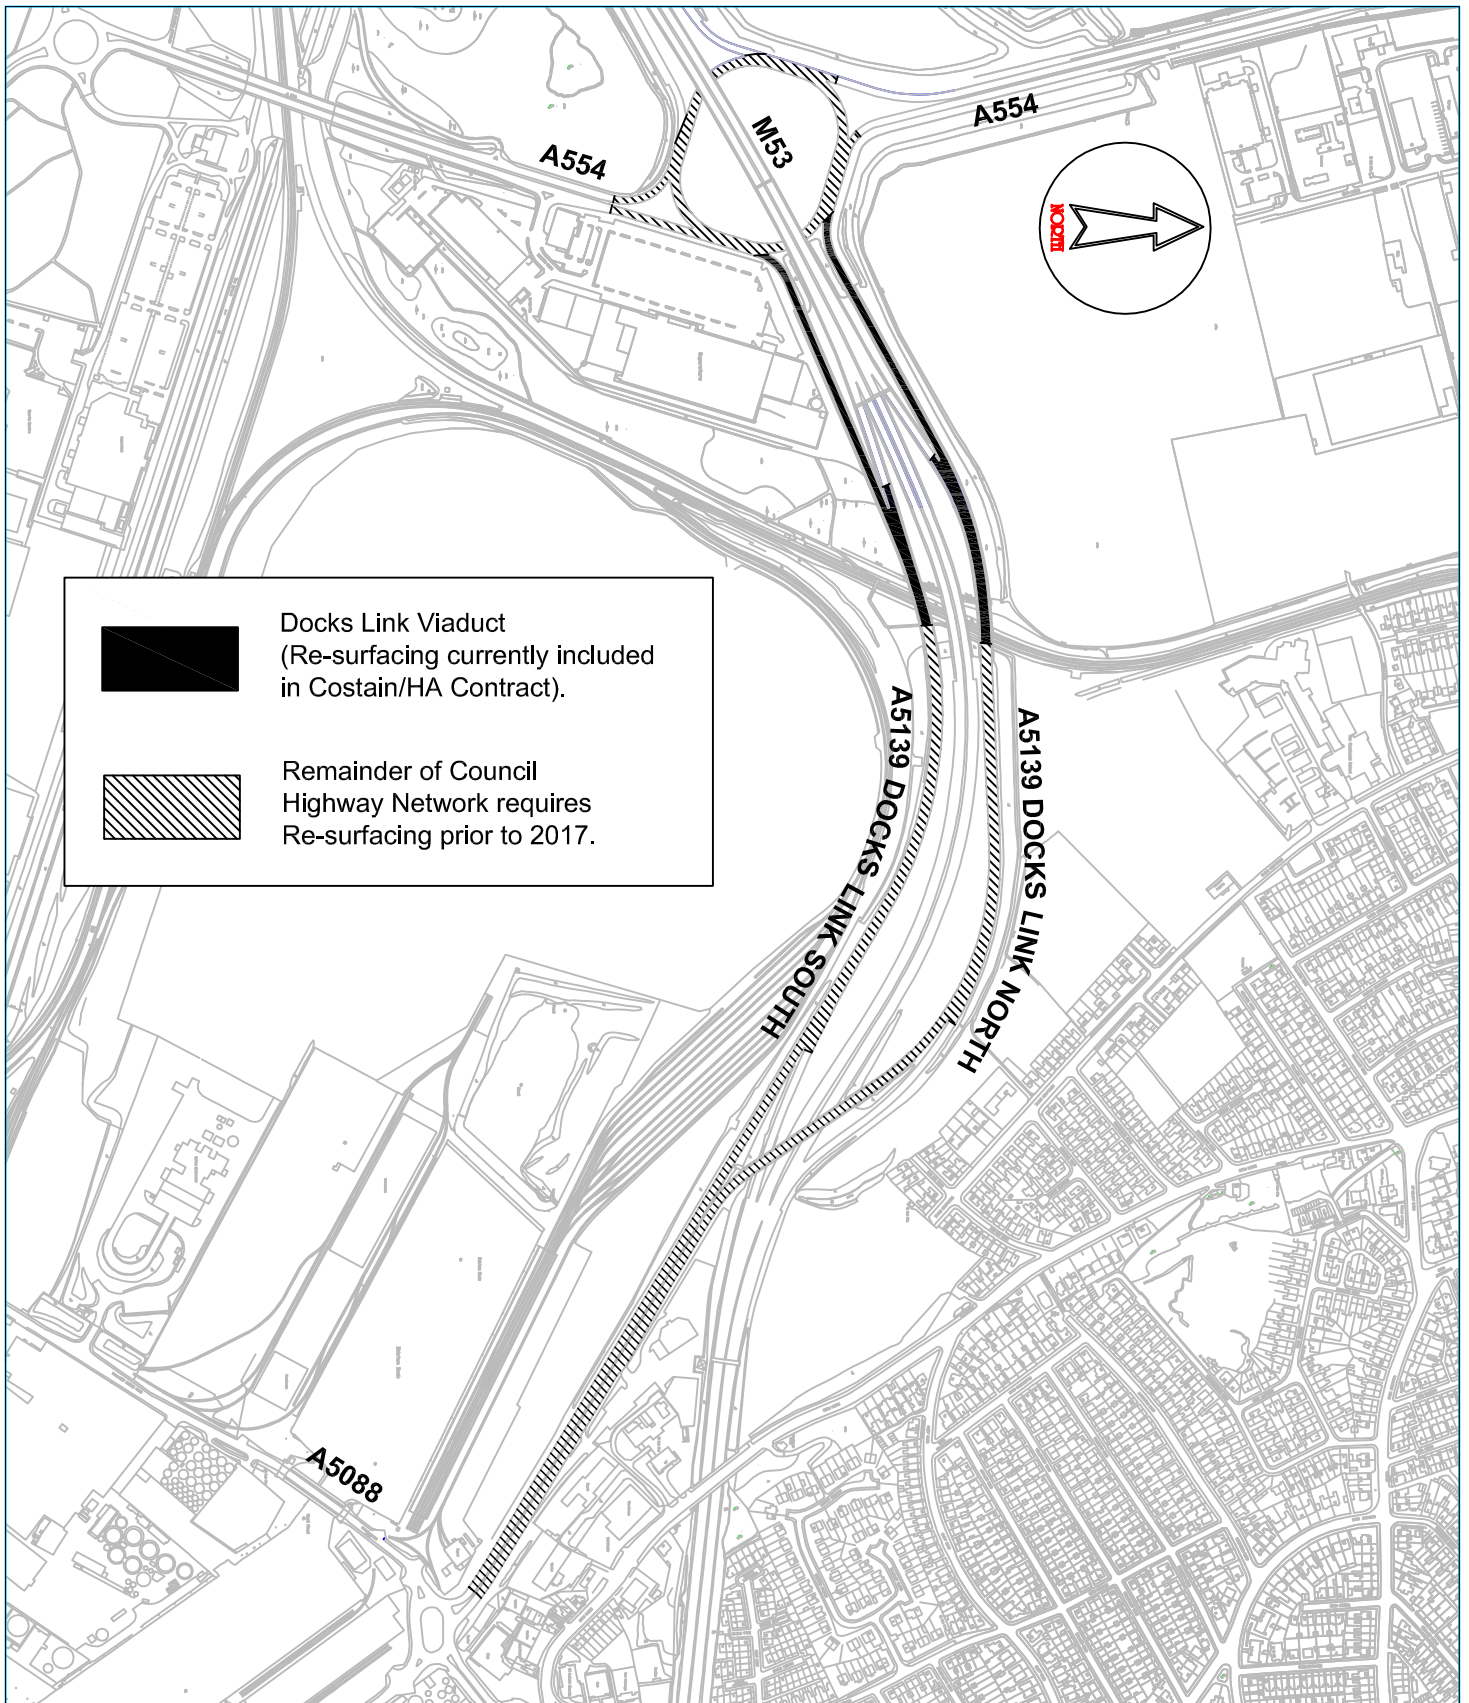 A554
M53
A554
NORTH
Docks Link Viaduct
(Re-surfacing currently included
in Costain/HA Contract).
Remainder of Council
Highway Network requires
Re-surfacing prior to 2017.
A5139 DOCKS LINK SOUTH
A5139 DOCKS LINK NORTH
A5088